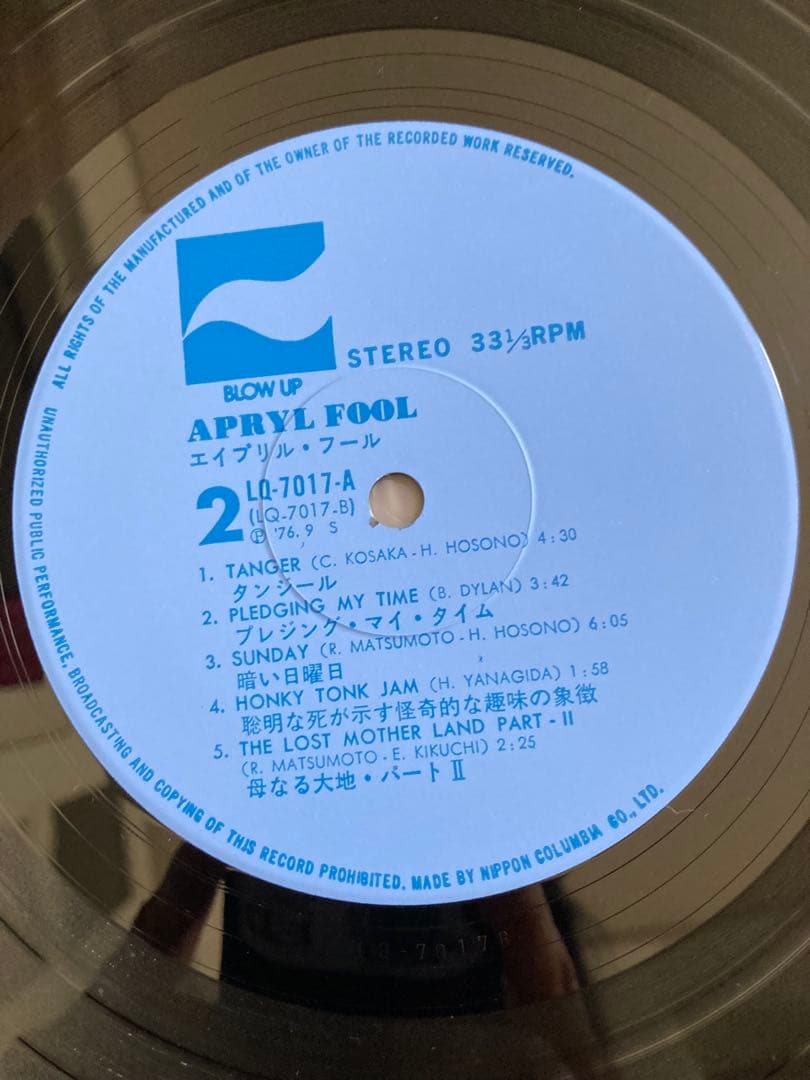 ALL RIGHTS OF THE MANUFACTURED AND OF THE OWNER OF THE RECORDED WORK RESERVED.
BLOW UP
STEREO 33⅓RPM
APRYL FOOL
エイプリル・フール
2
LQ-7017-A
(LQ-7017-B)
Ⓟ '76.9 S
1. TANGER (C. KOSAKA-H. HOSONO) 4:30
タンジール
2. PLEDGING MY TIME (B. DYLAN) 3:42
プレジング・マイ・タイム
3. SUNDAY (R. MATSUMOTO-H. HOSONO) 6:05
暗い日曜日
4. HONKY TONK JAM (H. YANAGIDA) 1:58
聡明な死が示す怪奇的な趣味の象徴
5. THE LOST MOTHER LAND PART-II
(R. MATSUMOTO-E. KIKUCHI) 2:25
母なる大地・パートⅡ
UNAUTHORIZED PUBLIC PERFORMANCE, BROADCASTING AND COPYING OF THIS RECORD PROHIBITED. MADE BY NIPPON COLUMBIA CO., LTD.